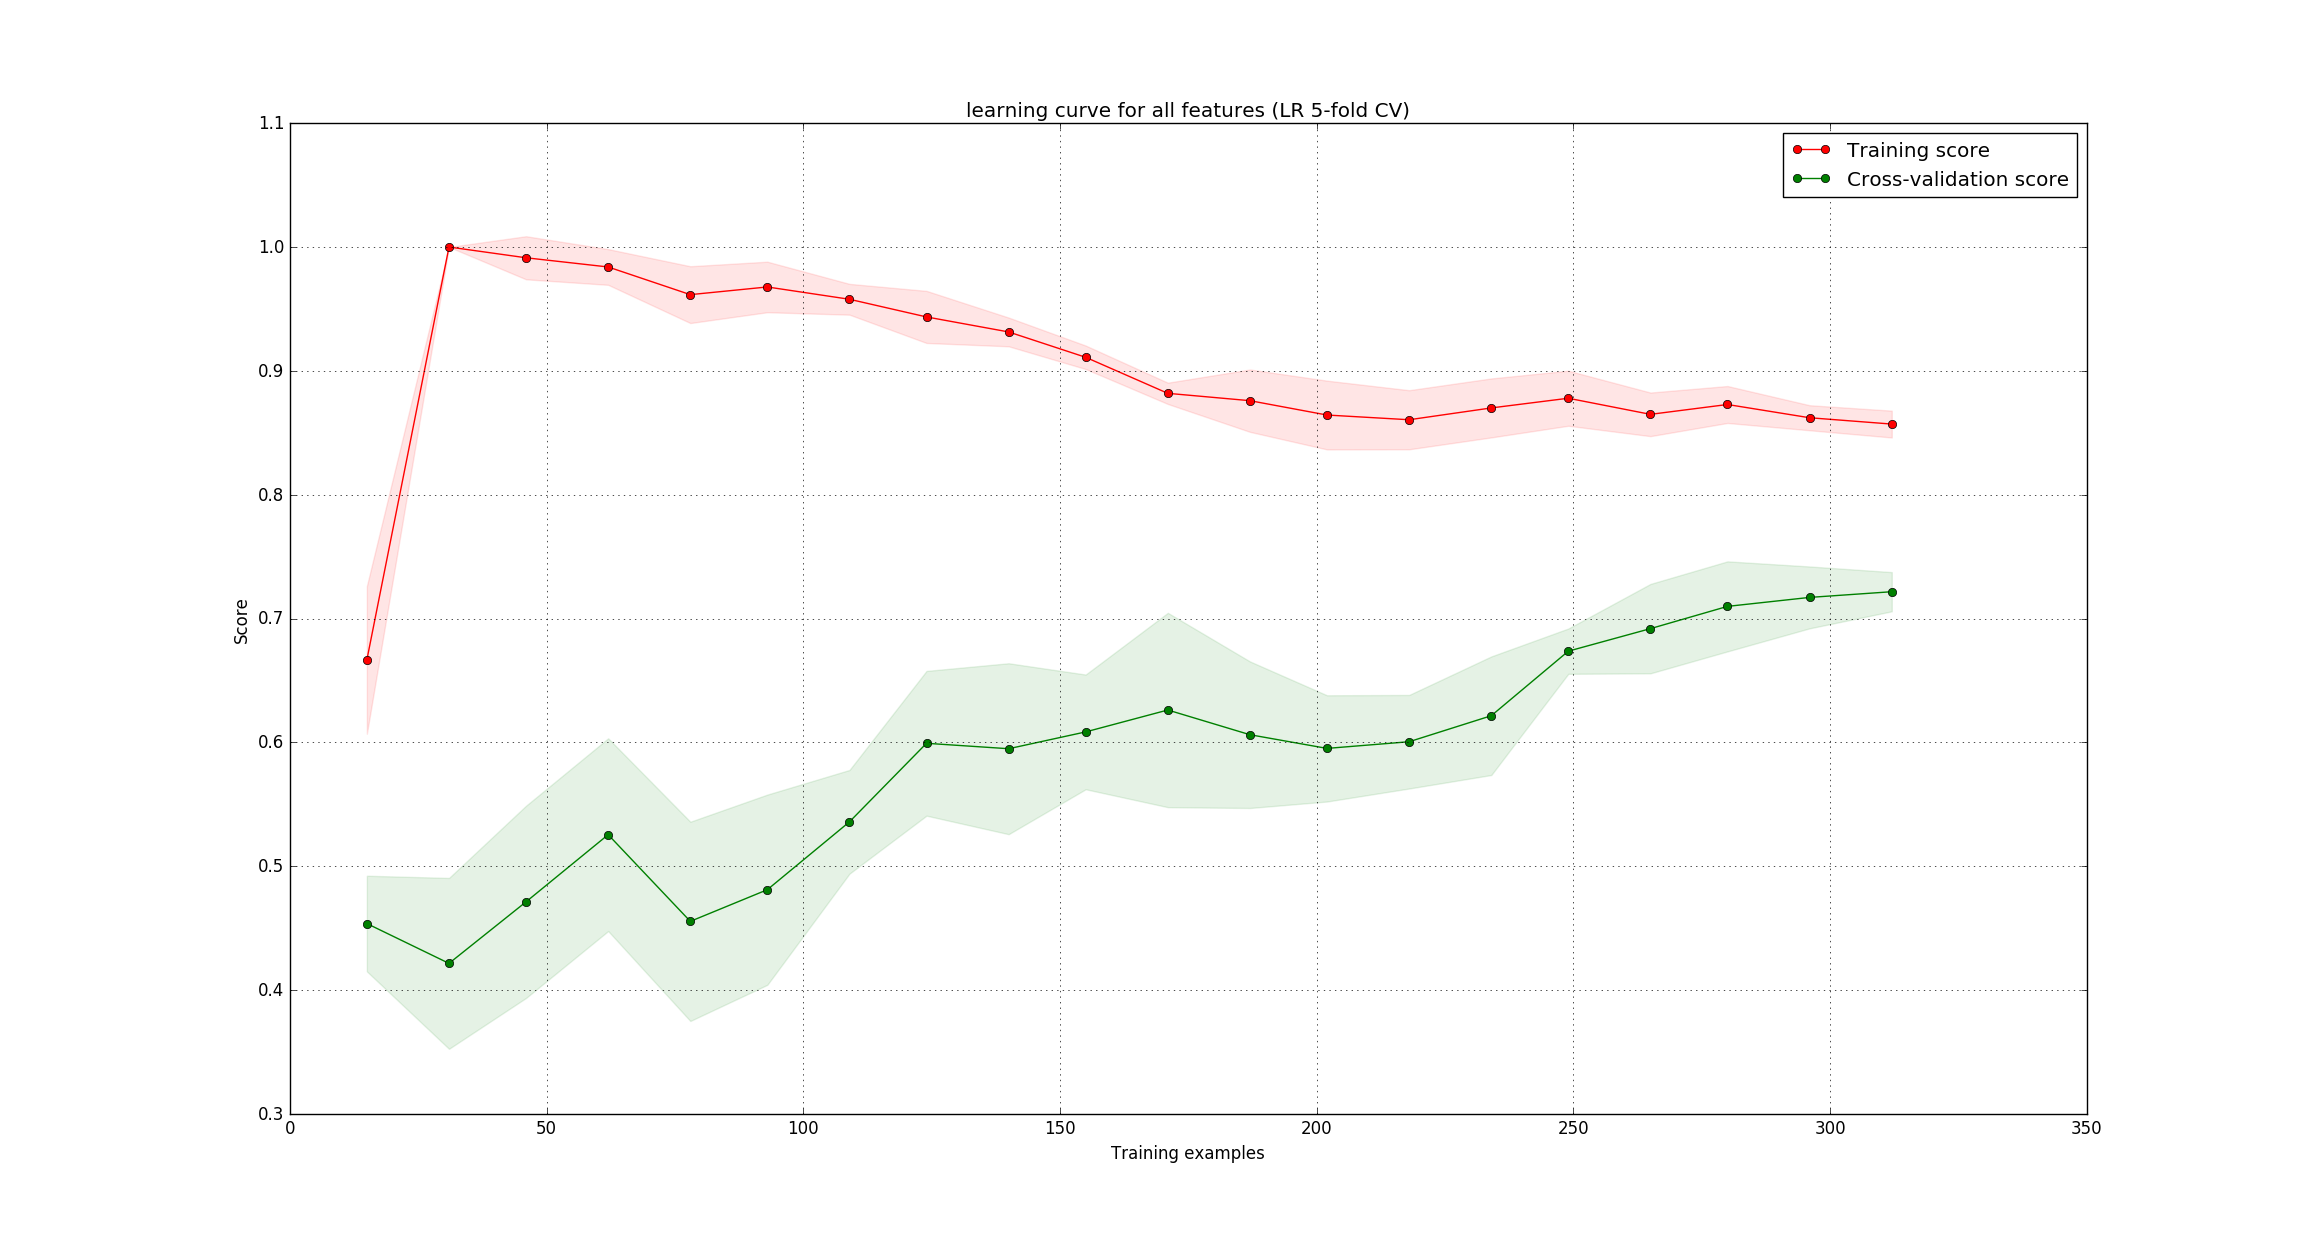 learning curve for all features (LR 5-fold CV)
Training score
Cross-validation score
1.1
1.0
0.9
0.8
0.7
0.6
0.5
0.4
0.3
Score
0 50 100 150 200 250 300 350
Training examples